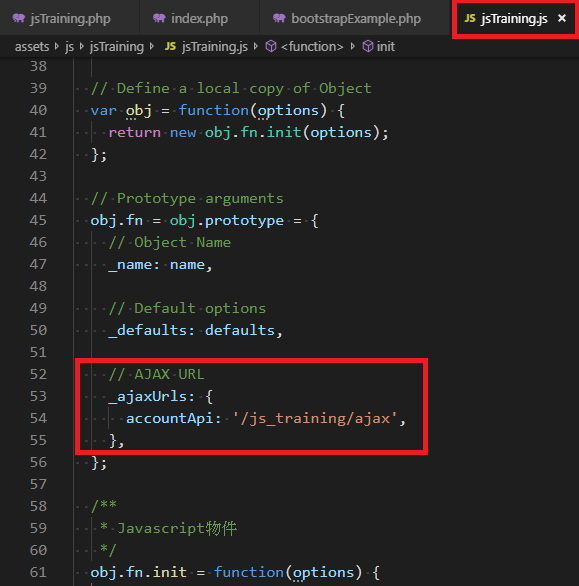 jsTraining.php
index.php
bootstrapExample.php
JS jsTraining.js ×
assets > js > jsTraining > JS jsTraining.js > <function> > init
38
39 // Define a local copy of Object
40 var obj = function(options) {
41 return new obj.fn.init(options);
42 };
43
44 // Prototype arguments
45 obj.fn = obj.prototype = {
46 // Object Name
47 _name: name,
48
49 // Default options
50 _defaults: defaults,
51
52 // AJAX URL
53 _ajaxUrls: {
54 accountApi: '/js_training/ajax',
55 },
56 };
57
58 /**
59 * Javascript物件
60 */
61 obj.fn.init = function(options) {